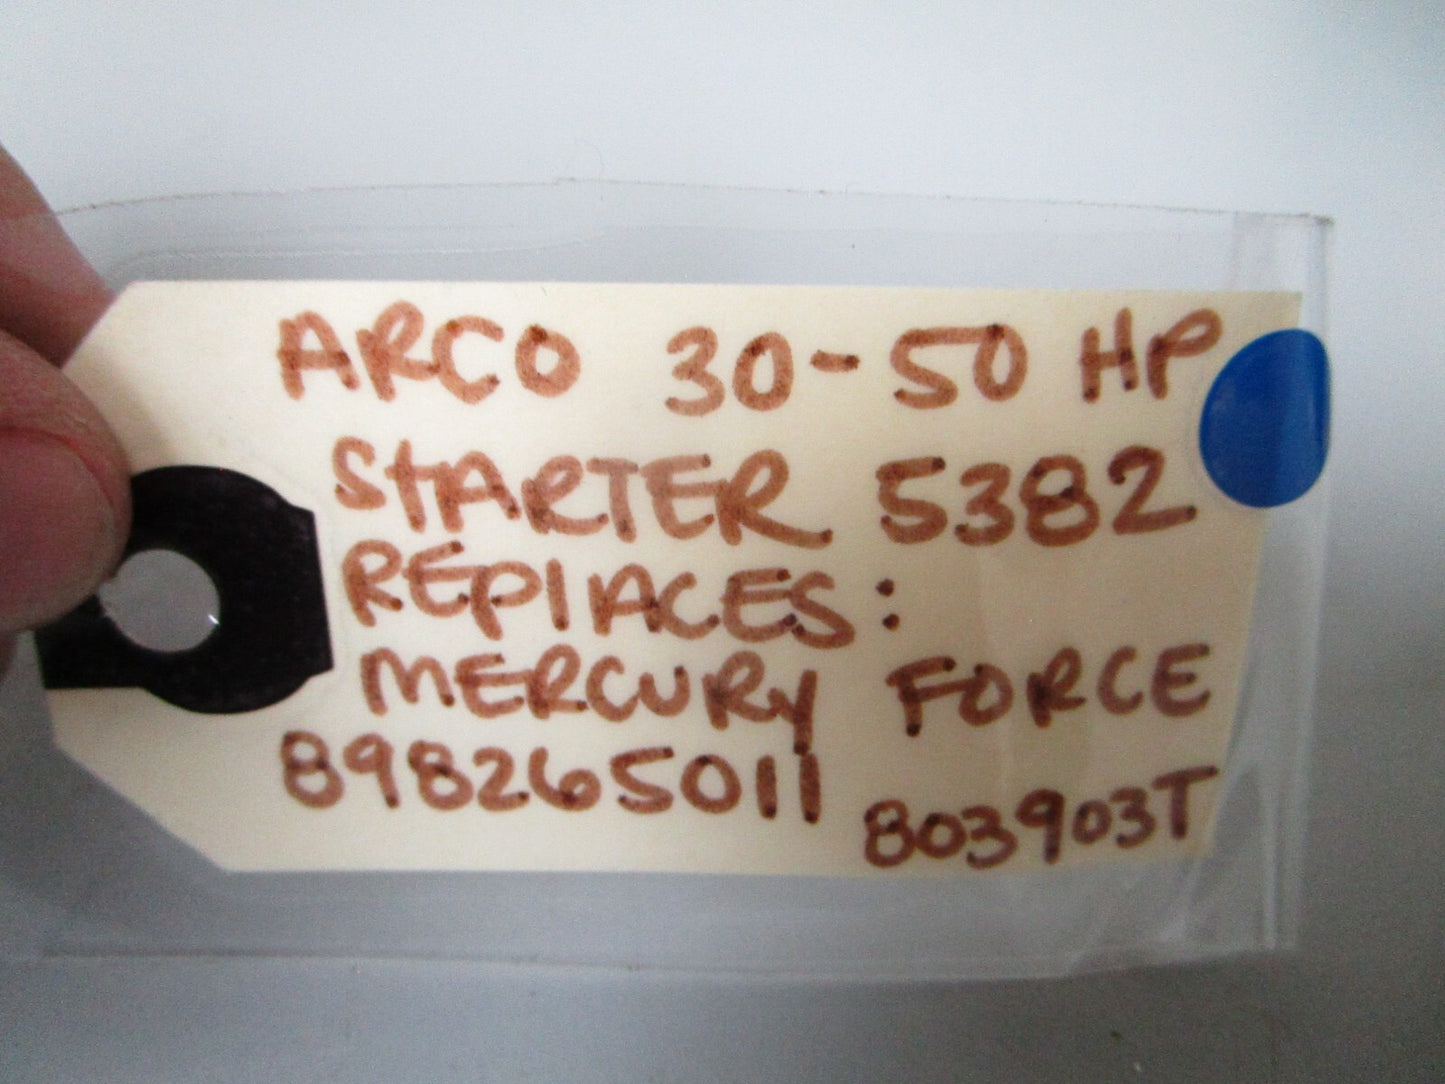 ARCO 30-50 HP
STARTER 5382
REPLACES:
MERCURY FORCE
898265011 803903T